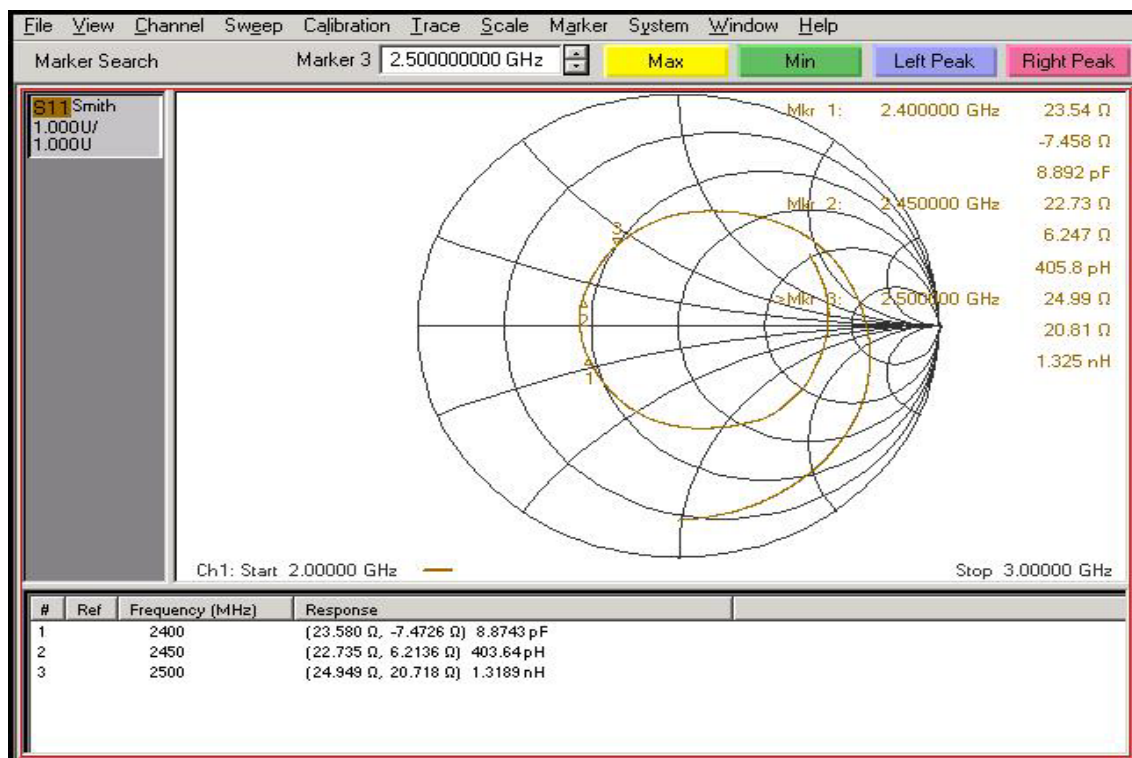 File View Channel Sweep Calibration Trace Scale Marker System Window Help
Marker Search Marker 3 2.500000000 GHz Max Min Left Peak Right Peak
S11 Smith
1.000U/
1.000U
Mkr 1: 2.400000 GHz 23.54 Ω
-7.458 Ω
8.892 pF
Mkr 2: 2.450000 GHz 22.73 Ω
6.247 Ω
405.8 pH
>Mkr 3: 2.500000 GHz 24.99 Ω
20.81 Ω
1.325 nH
3
2
1
Ch1: Start 2.00000 GHz Stop 3.00000 GHz
# Ref Frequency (MHz) Response
1 2400 (23.580 Ω, -7.4726 Ω) 8.8743 pF
2 2450 (22.735 Ω, 6.2136 Ω) 403.64 pH
3 2500 (24.949 Ω, 20.718 Ω) 1.3189 nH